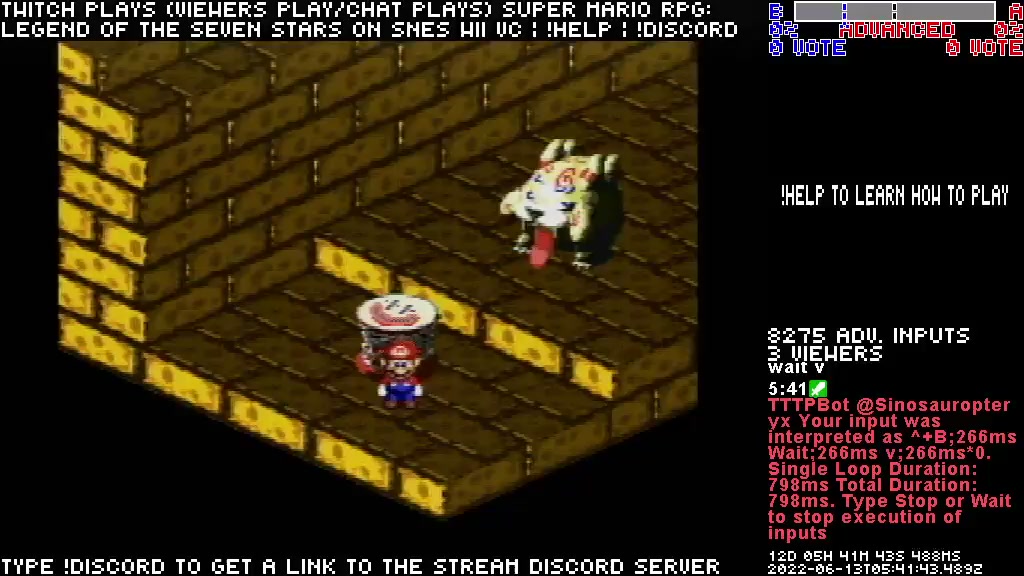 TWITCH PLAYS (VIEWERS PLAY/CHAT PLAYS) SUPER MARIO RPG:
LEGEND OF THE SEVEN STARS ON SNES WII VC ¦ !HELP ¦ !DISCORD
B A
0% ADVANCED 0%
0 VOTE 0 VOTE
!HELP TO LEARN HOW TO PLAY
8275 ADV. INPUTS
3 VIEWERS
wait v
5:41
TTTPBot @Sinosauropter
yx Your input was
interpreted as ^+B;266ms
Wait;266ms v;266ms*0.
Single Loop Duration:
798ms Total Duration:
798ms. Type Stop or Wait
to stop execution of
inputs
12D 05H 41M 43S 488MS
2022-06-13T05:41:43.489Z
TYPE !DISCORD TO GET A LINK TO THE STREAM DISCORD SERVER